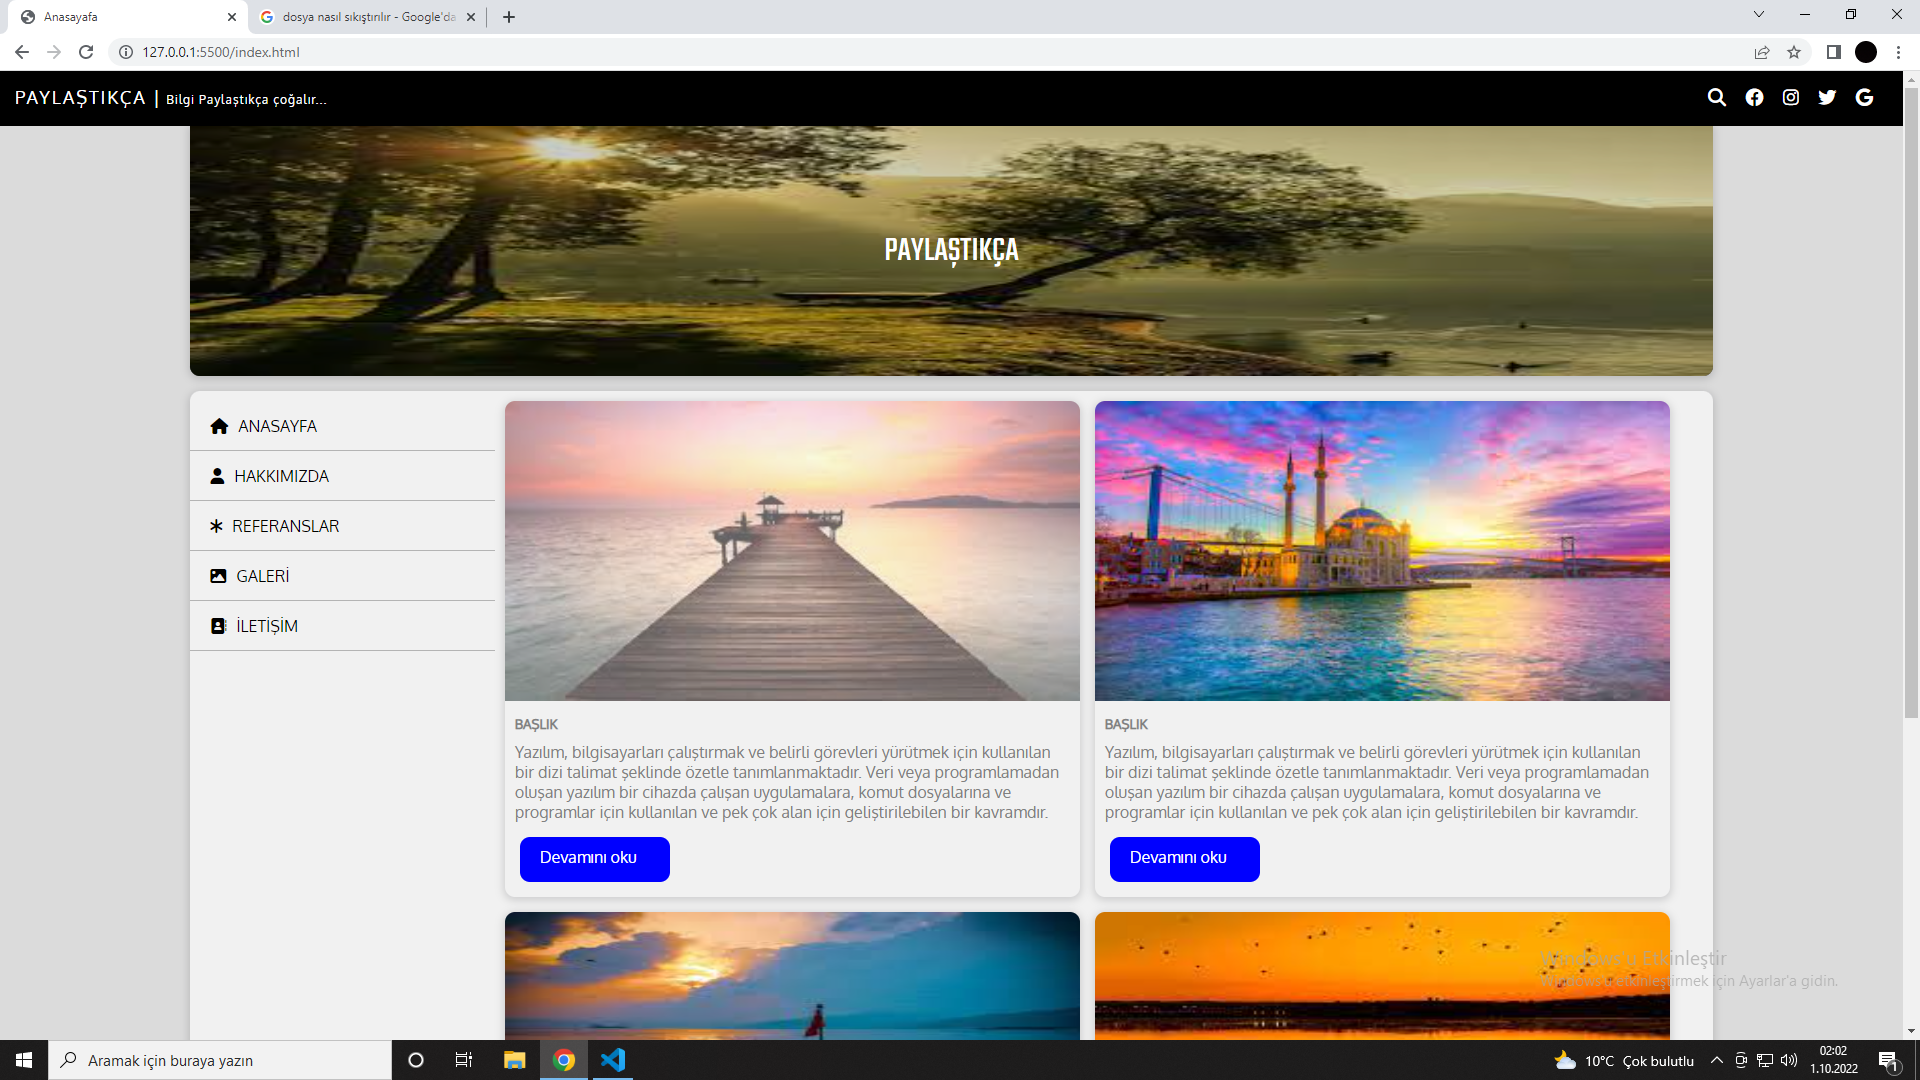 Anasayafa
dosya nasıl sıkıştırılır - Google'da
127.0.0.1:5500/index.html
PAYLAŞTIKÇA | Bilgi Paylaştıkça çoğalır...
PAYLAŞTIKÇA
ANASAYFA
HAKKIMIZDA
REFERANSLAR
GALERİ
İLETİŞİM
BAŞLIK
Yazılım, bilgisayarları çalıştırmak ve belirli görevleri yürütmek için kullanılan
bir dizi talimat şeklinde özetle tanımlanmaktadır. Veri veya programlamadan
oluşan yazılım bir cihazda çalışan uygulamalara, komut dosyalarına ve
programlar için kullanılan ve pek çok alan için geliştirilebilen bir kavramdır.
Devamını oku
BAŞLIK
Yazılım, bilgisayarları çalıştırmak ve belirli görevleri yürütmek için kullanılan
bir dizi talimat şeklinde özetle tanımlanmaktadır. Veri veya programlamadan
oluşan yazılım bir cihazda çalışan uygulamalara, komut dosyalarına ve
programlar için kullanılan ve pek çok alan için geliştirilebilen bir kavramdır.
Devamını oku
Windows'u Etkinleştir
Windows'u etkinleştirmek için Ayarlar'a gidin.
Aramak için buraya yazın
10°C Çok bulutlu
02:02
1.10.2022
1